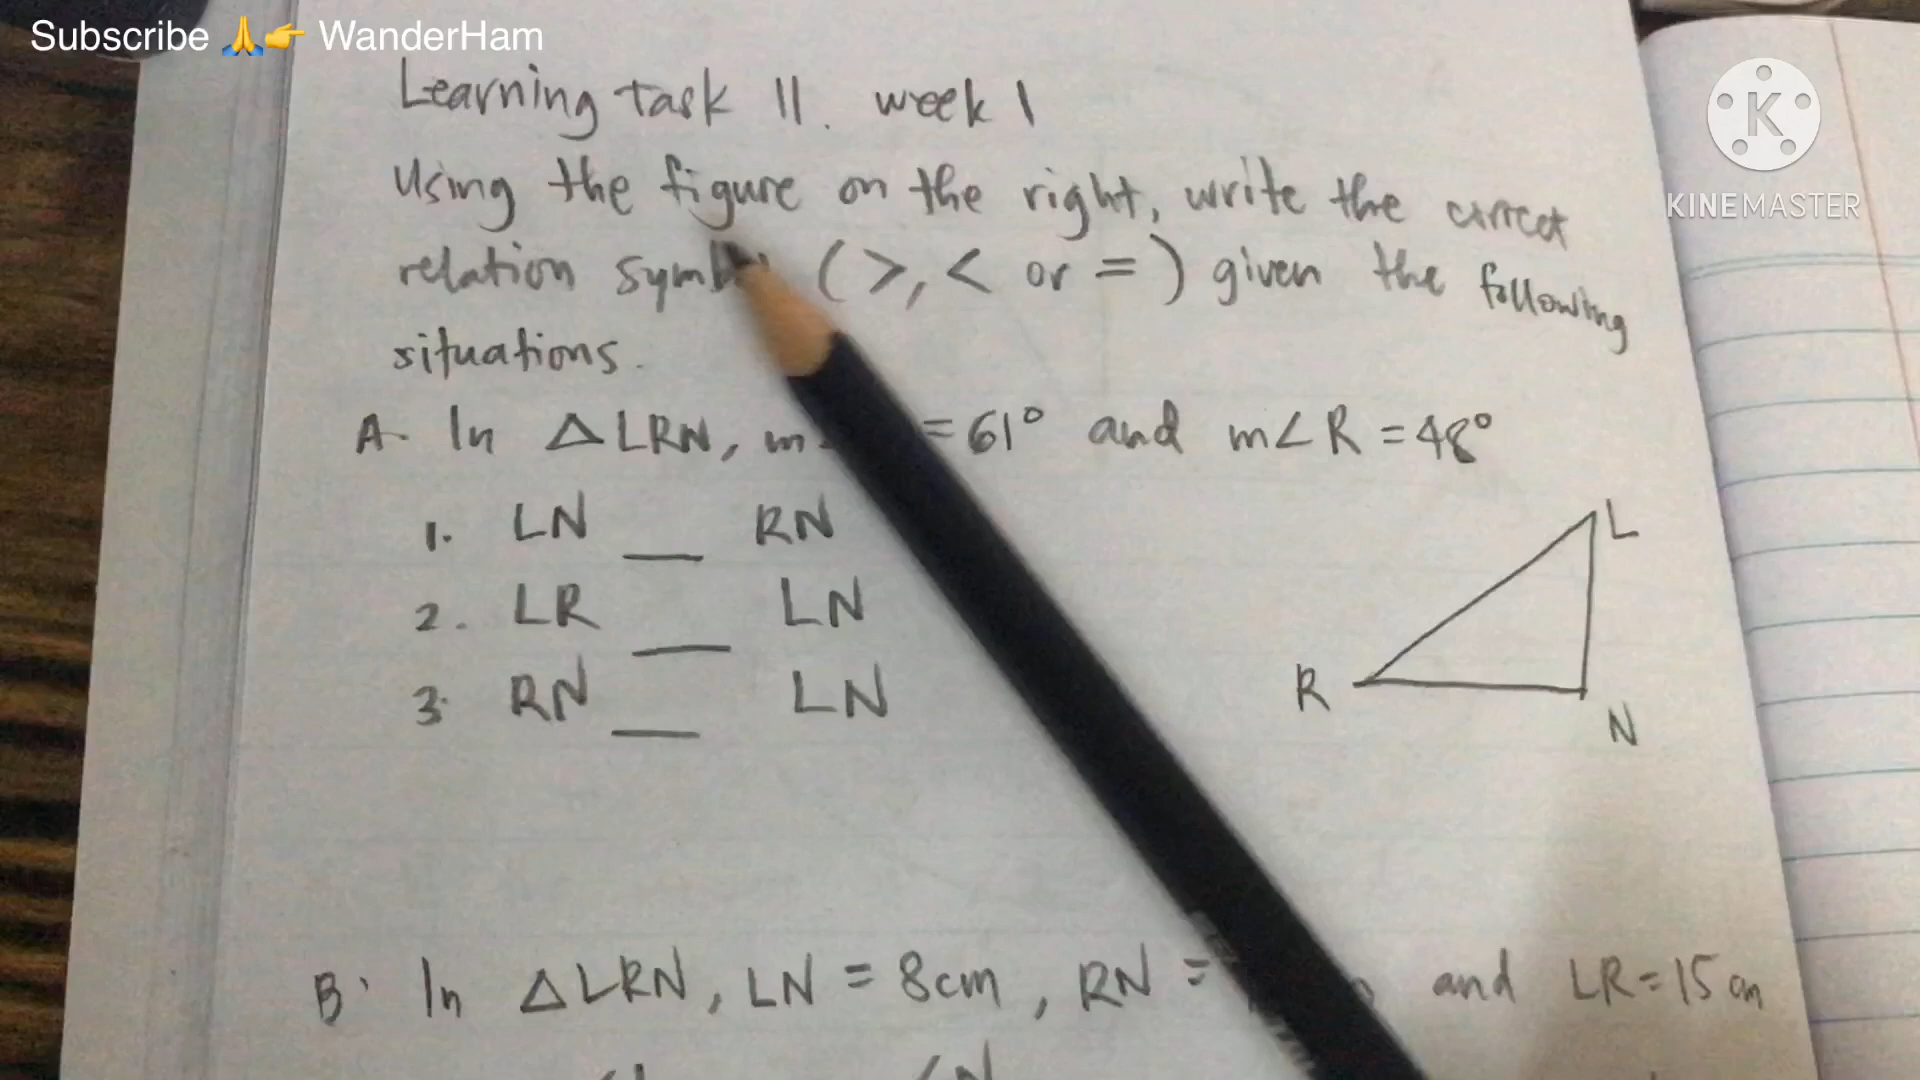 Subscribe 🙏👉 WanderHam
K
KINEMASTER
Learning task 11. week 1
Using the figure on the right, write the correct
relation (>, < or =) given the following
situations.
A. In △LRN, = 61° and m∠R = 48°
1. LN ___ RN
2. LR ___ LN
3. RN ___ LN
L
R
N
B. In △LRN, LN = 8cm, RN = and LR = 15 cm